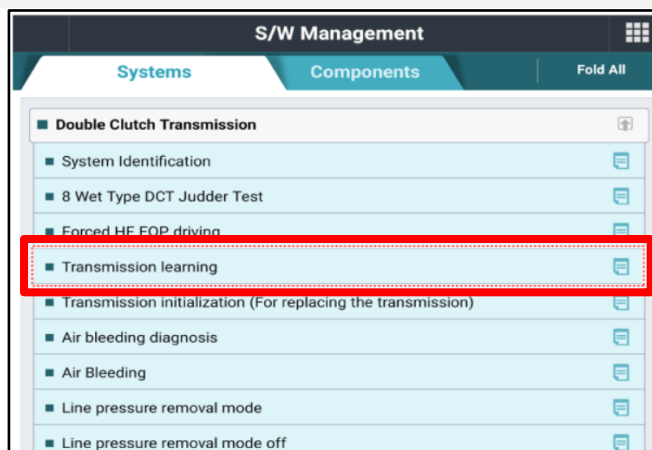 S/W Management
Systems
Components
Fold All
Double Clutch Transmission
System Identification
8 Wet Type DCT Judder Test
Forced HF EOP driving
Transmission learning
Transmission initialization (For replacing the transmission)
Air bleeding diagnosis
Air Bleeding
Line pressure removal mode
Line pressure removal mode off